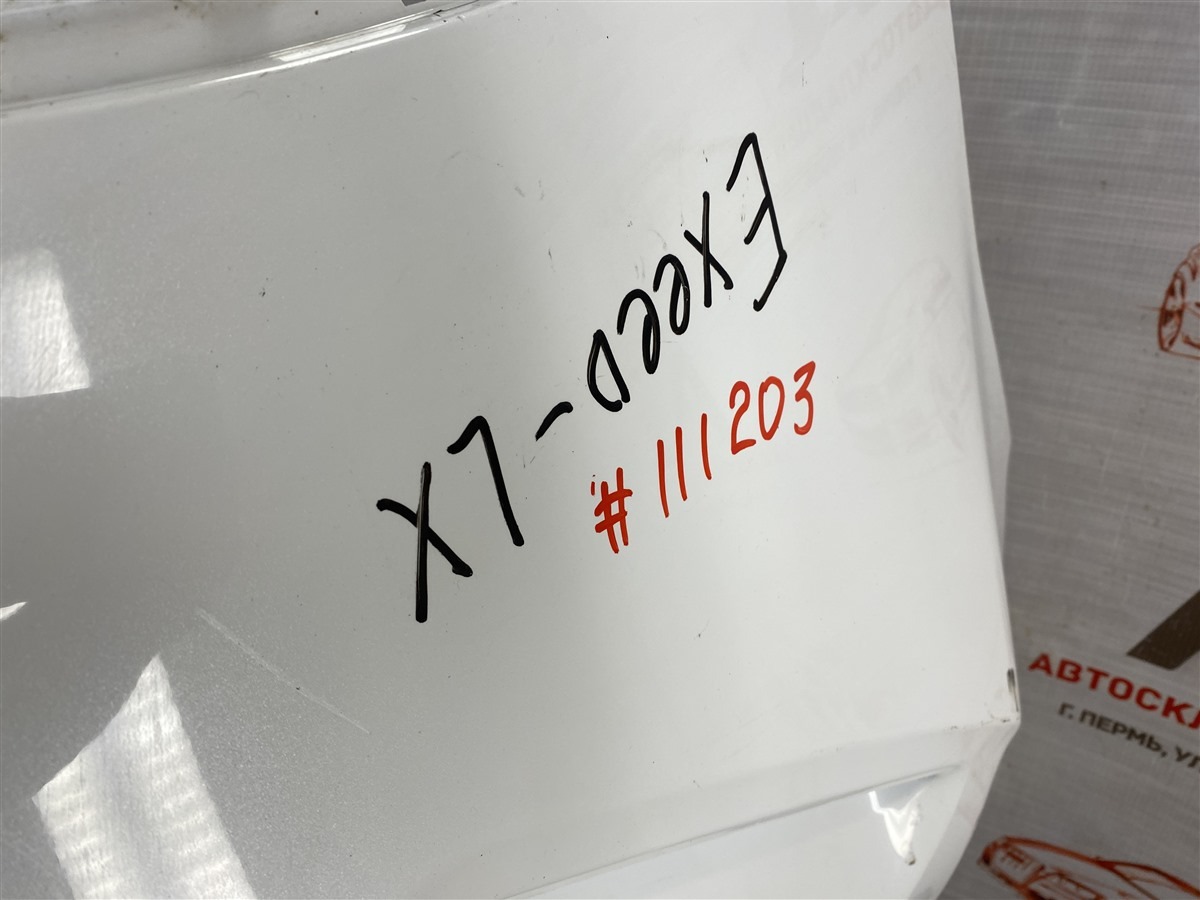 Exeed-LX
#111203
АВТОСКЛ
Г. ПЕРМЬ, УЛ